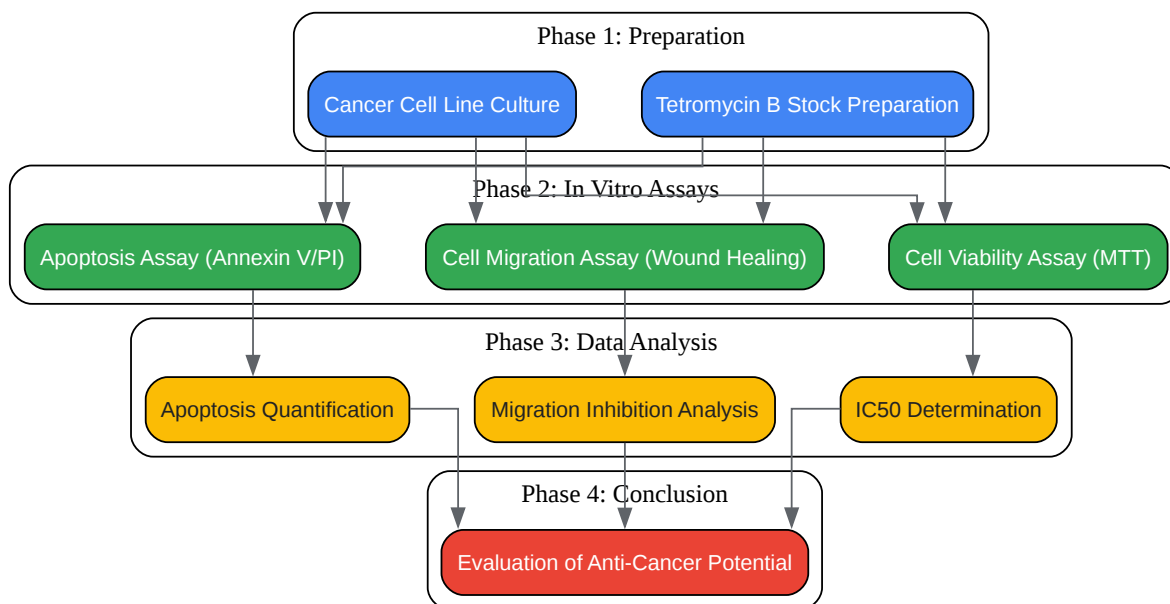 Phase 1: Preparation
Cancer Cell Line Culture
Tetromycin B Stock Preparation
Phase 2: In Vitro Assays
Apoptosis Assay (Annexin V/PI)
Cell Migration Assay (Wound Healing)
Cell Viability Assay (MTT)
Phase 3: Data Analysis
Apoptosis Quantification
Migration Inhibition Analysis
IC50 Determination
Phase 4: Conclusion
Evaluation of Anti-Cancer Potential